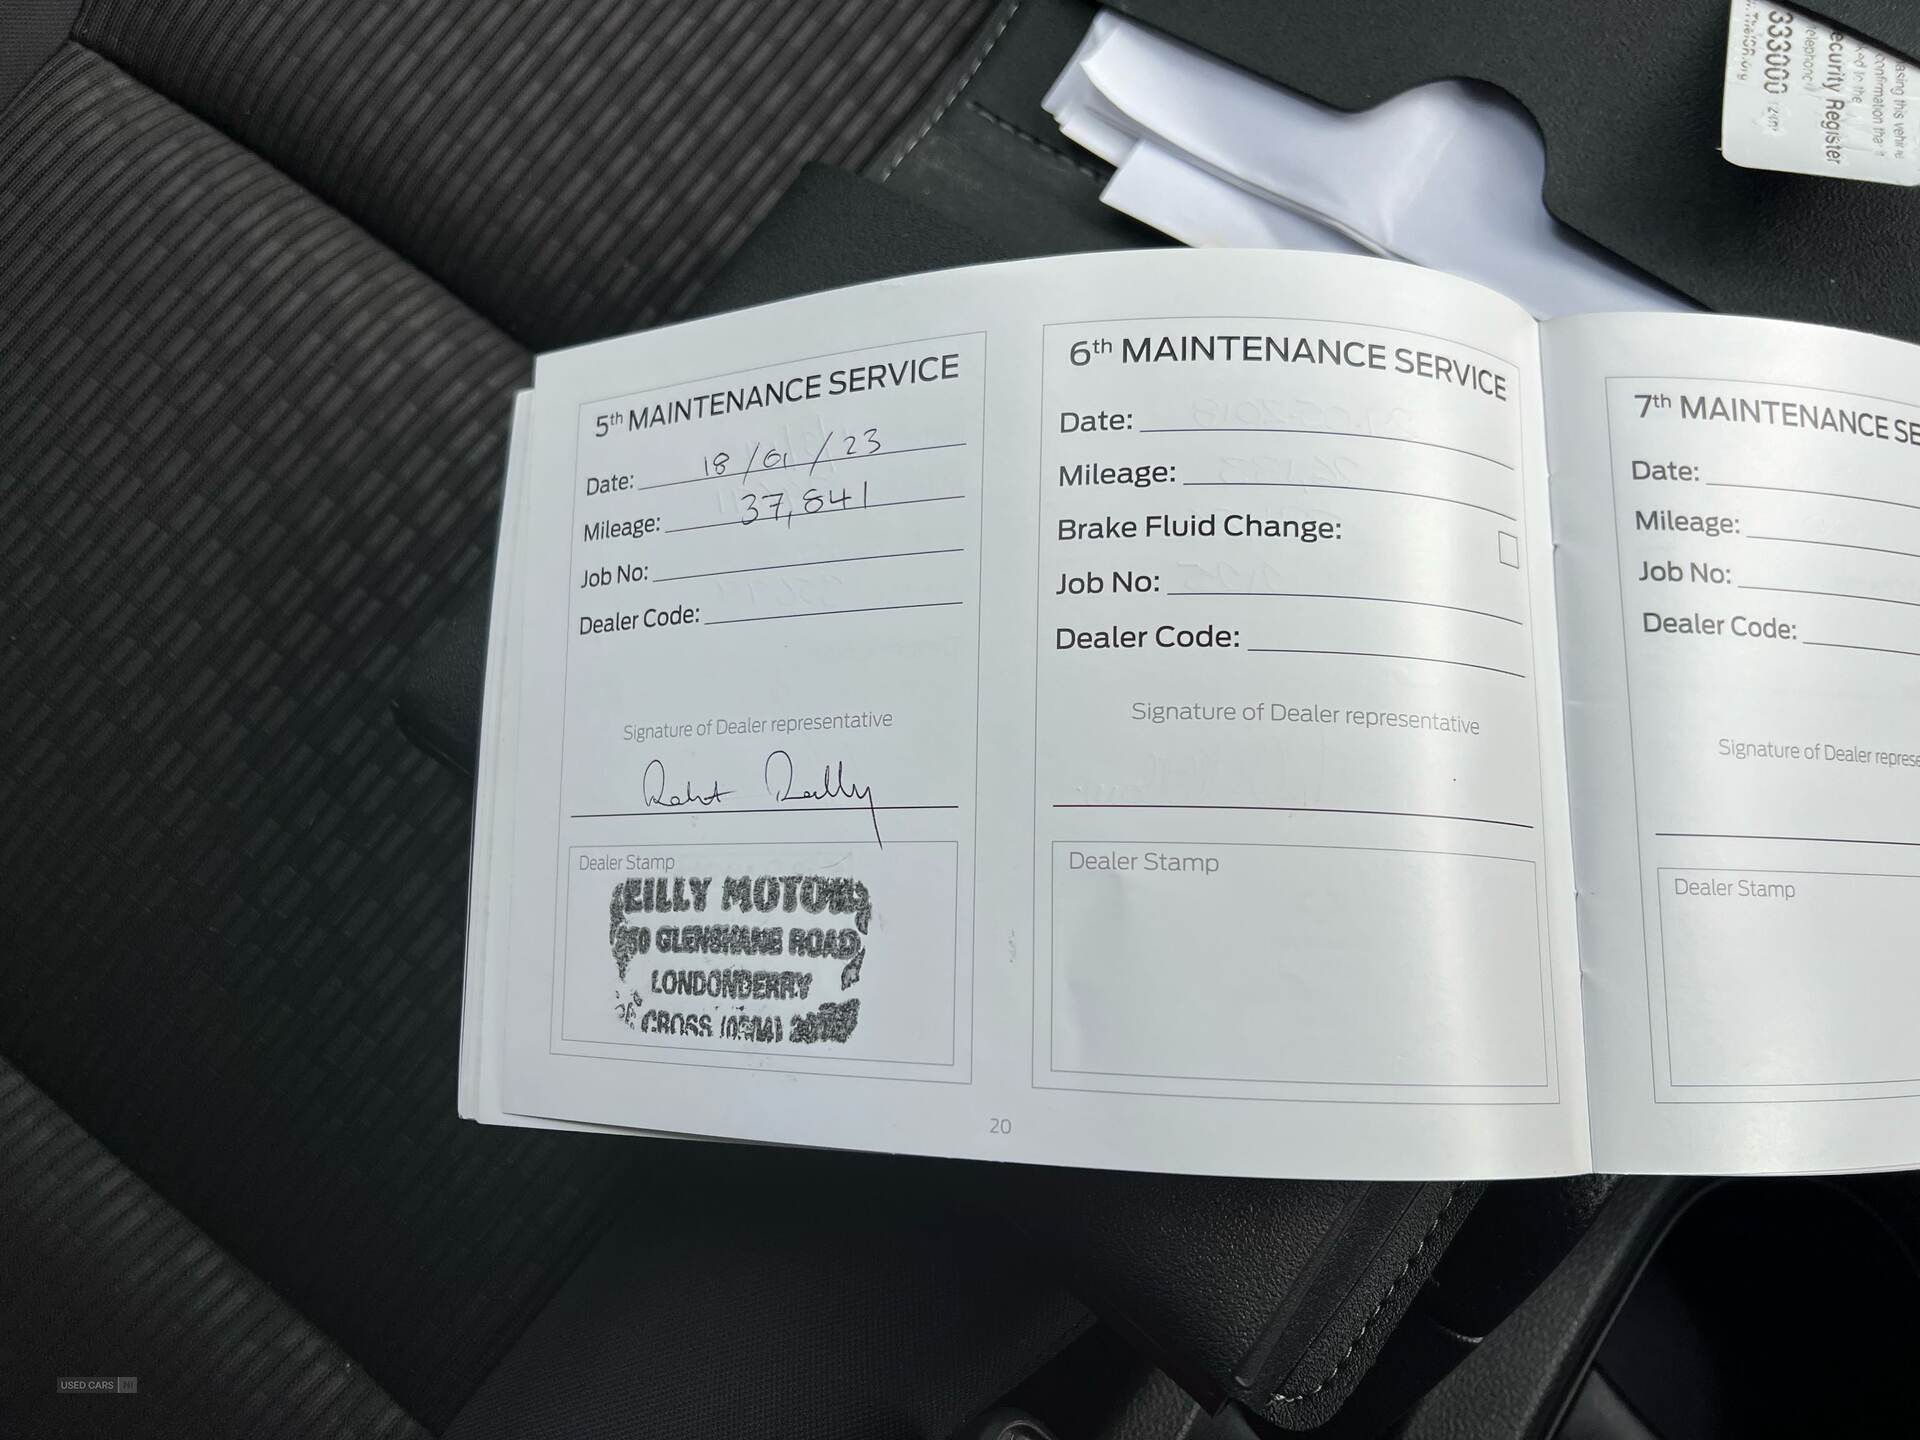 333000
ecurity Register
5th MAINTENANCE SERVICE
Date: 18/01/23
Mileage: 37,841
Job No:
Dealer Code:
Signature of Dealer representative
Dealer Stamp
EILLY MOTORS
GLENSHANE ROAD
LONDONDERRY
CROSS
6th MAINTENANCE SERVICE
Date:
Mileage:
Brake Fluid Change:
Job No:
Dealer Code:
Signature of Dealer representative
Dealer Stamp
20
7th MAINTENANCE SE
Date:
Mileage:
Job No:
Dealer Code:
Signature of Dealer represe
Dealer Stamp
USED CARS NI